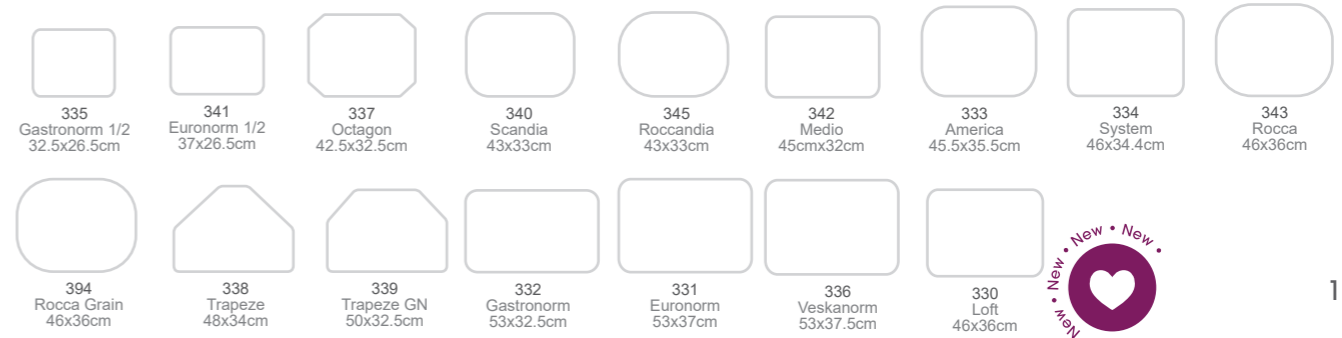 335
Gastronorm 1/2
32.5x26.5cm
341
Euronorm 1/2
37x26.5cm
337
Octagon
42.5x32.5cm
340
Scandia
43x33cm
345
Roccandia
43x33cm
342
Medio
45cmx32cm
333
America
45.5x35.5cm
334
System
46x34.4cm
343
Rocca
46x36cm
394
Rocca Grain
46x36cm
338
Trapeze
48x34cm
339
Trapeze GN
50x32.5cm
332
Gastronorm
53x32.5cm
331
Euronorm
53x37cm
336
Veskanorm
53x37.5cm
330
Loft
46x36cm
New • New • New • New •
1